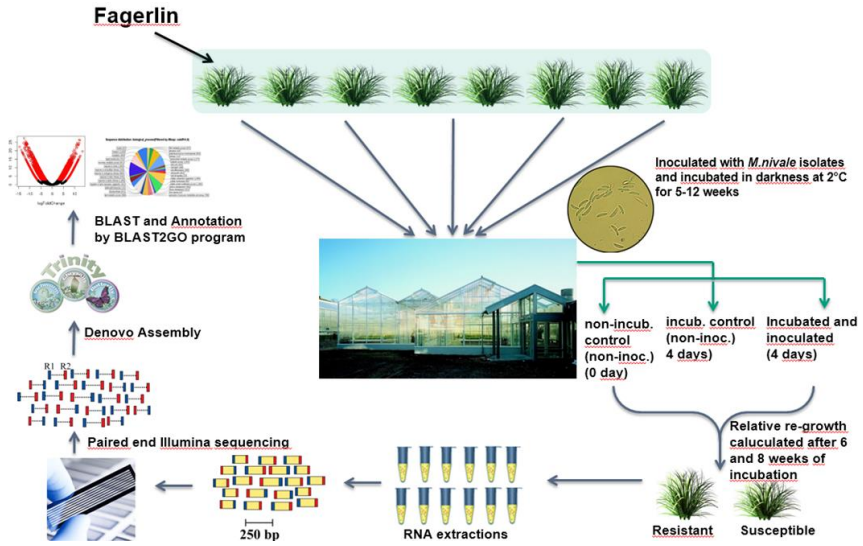 Fagerlin
Inoculated with M.nivale isolates
and incubated in darkness at 2°C
for 5-12 weeks
BLAST and Annotation
by BLAST2GO program
Trinity
Denovo Assembly
R1 R2
non-incub.
control
(non-inoc.)
(0 day)
incub. control
(non-inoc.)
4 days)
Incubated and
inoculated
(4 days)
Relative re-growth
caluculated after 6
and 8 weeks of
incubation
Resistant
Susceptible
RNA extractions
250 bp
Paired end Illumina sequencing